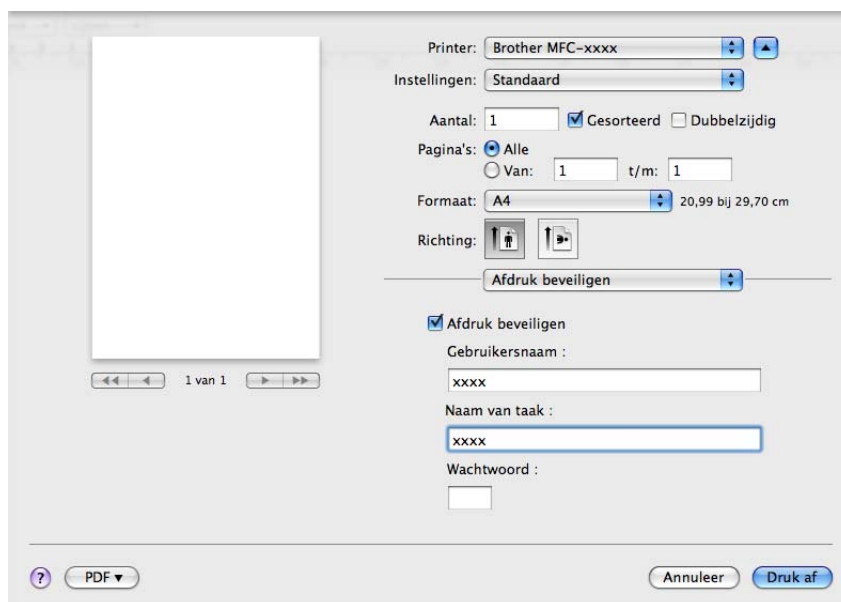 Printer: Brother MFC-xxxx
Instellingen: Standaard
Aantal: 1 Gesorteerd Dubbelzijdig
Pagina's: Alle
Van: 1 t/m: 1
Formaat: A4 20,99 bij 29,70 cm
Richting:
Afdruk beveiligen
Afdruk beveiligen
Gebruikersnaam :
xxxx
1 van 1
Naam van taak :
xxxx
Wachtwoord :
? PDF Annuleer Druk af